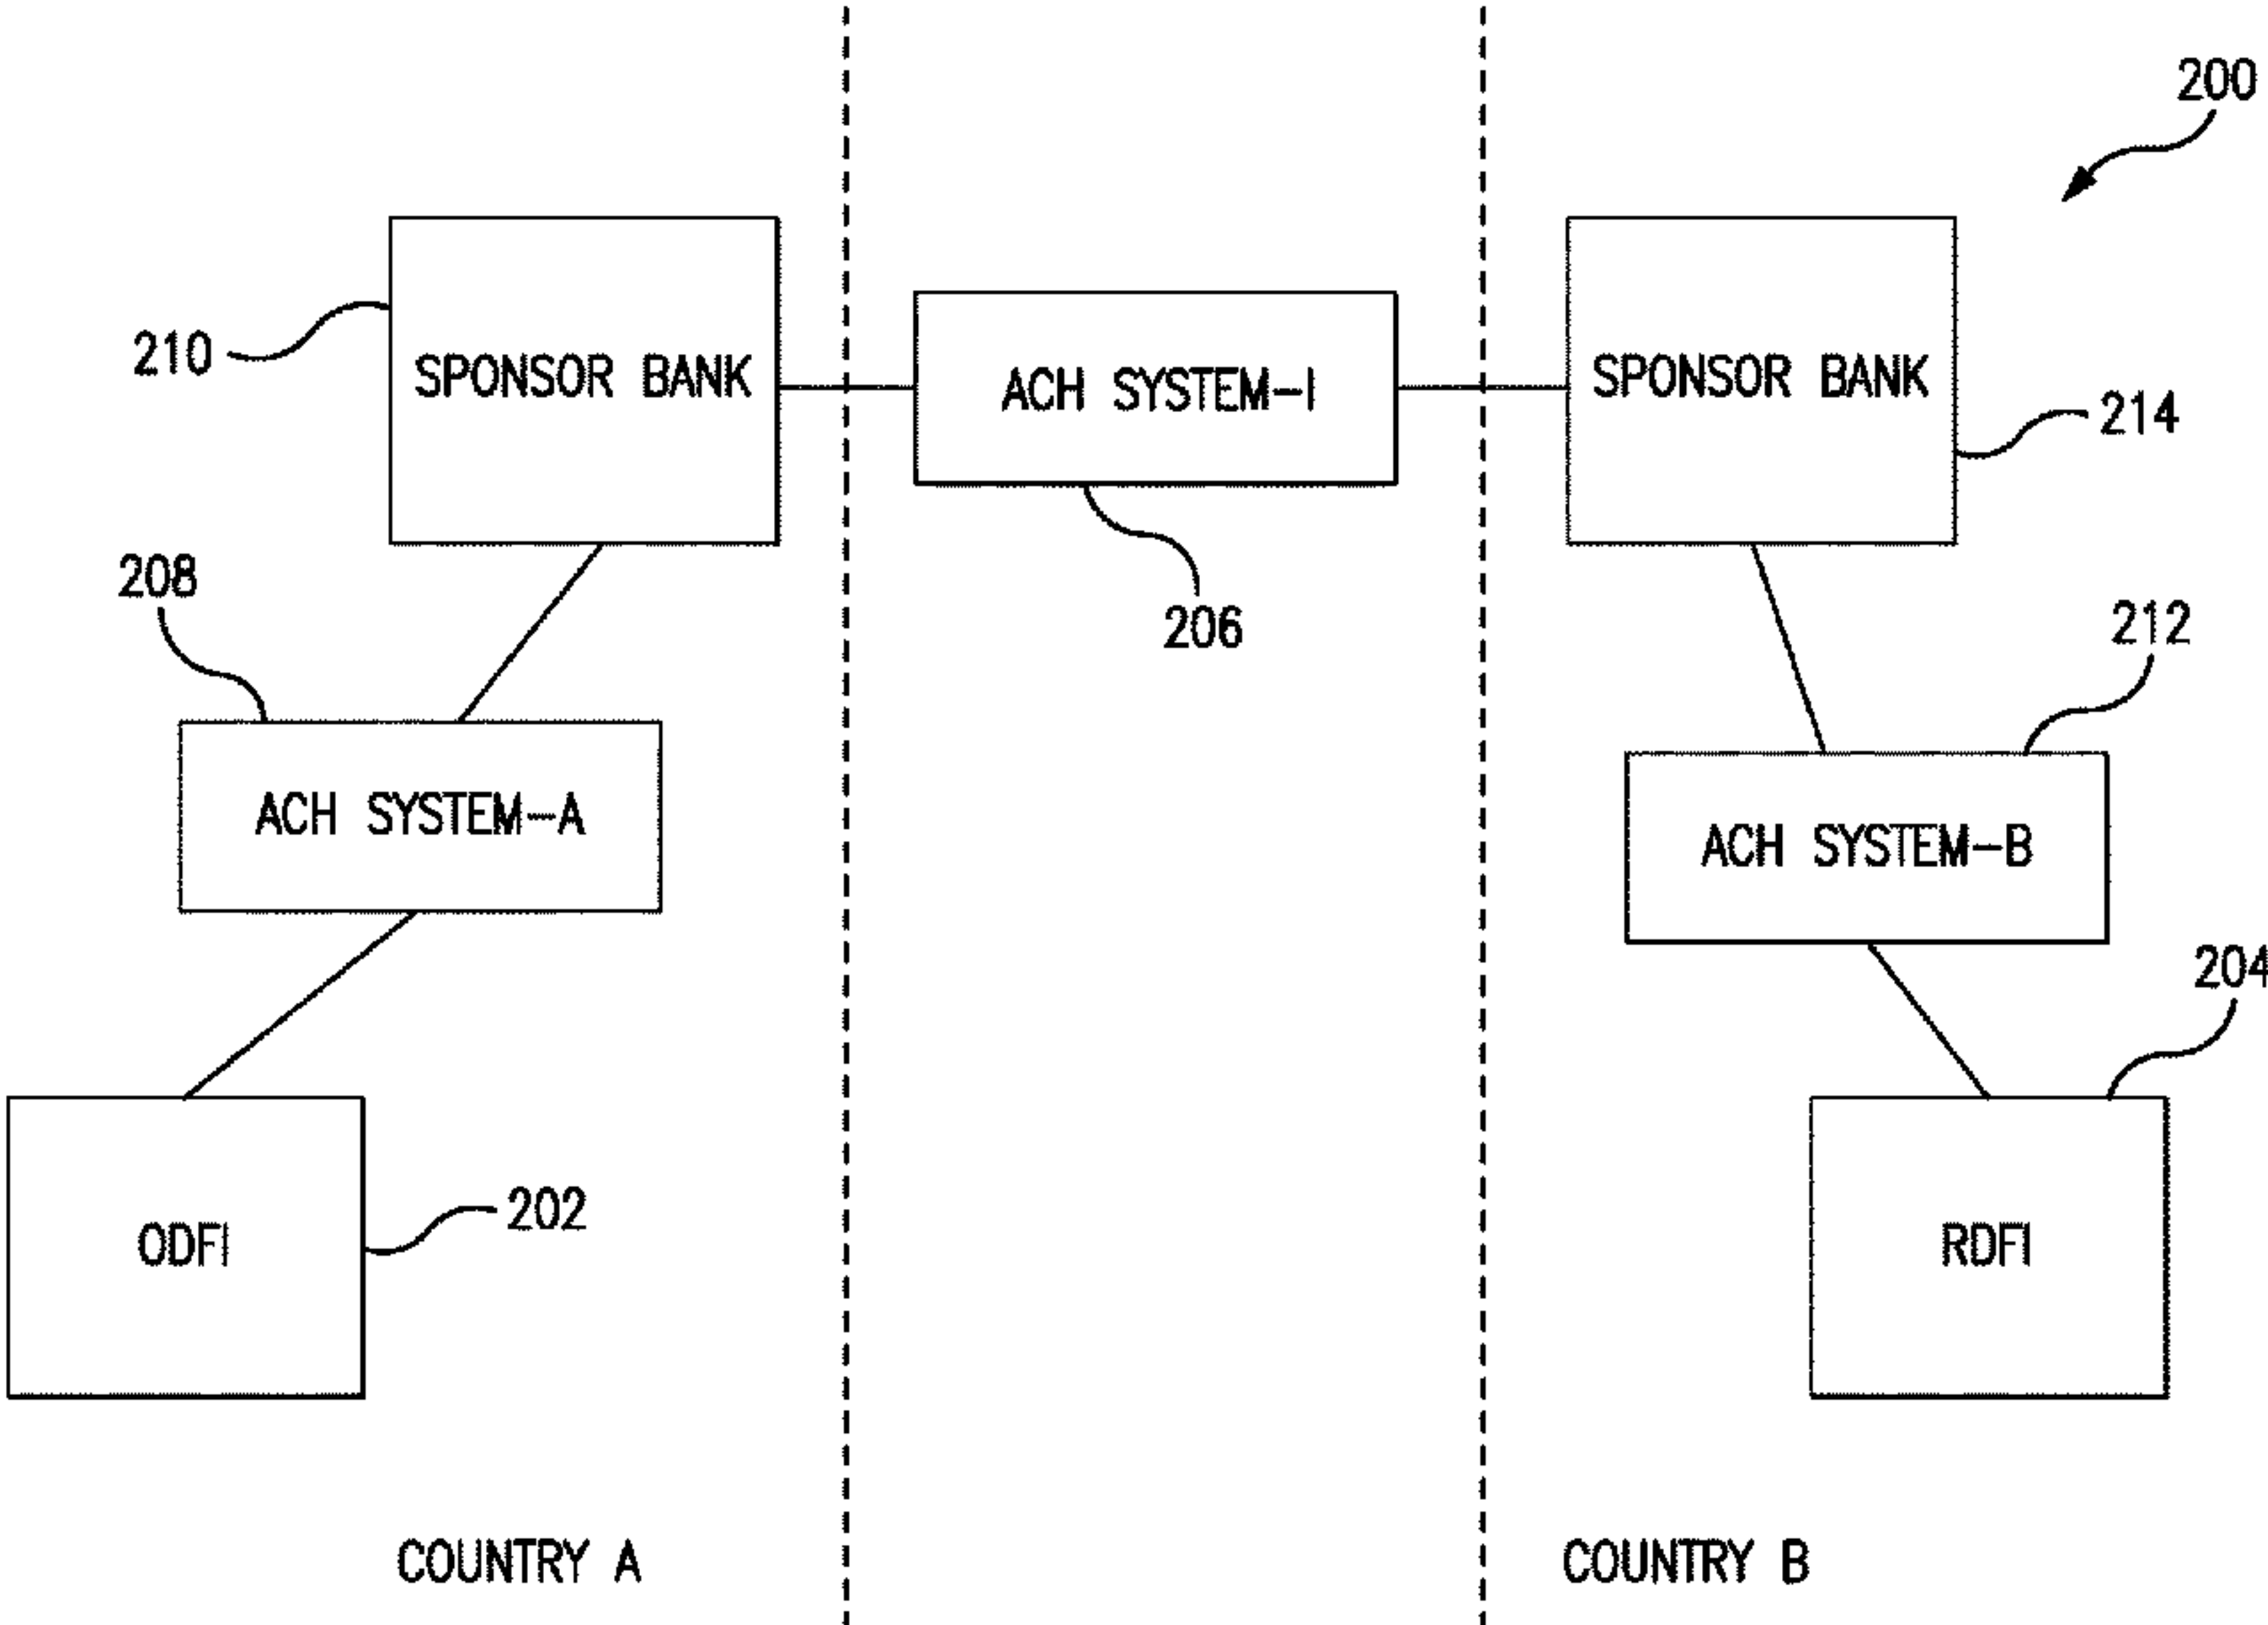 200
210
SPONSOR BANK
ACH SYSTEM-I
SPONSOR BANK
214
208
206
212
ACH SYSTEM-A
ACH SYSTEM-B
204
ODFI
202
RDFI
COUNTRY A
COUNTRY B